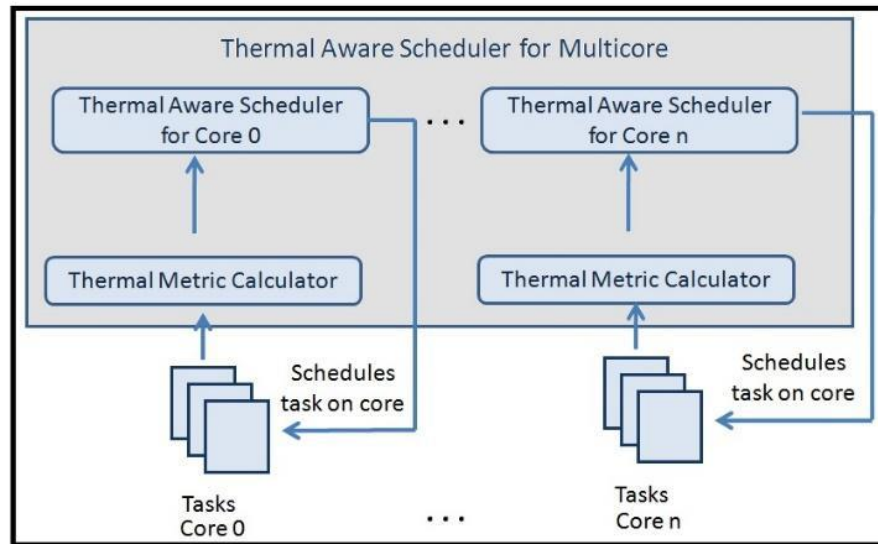 Thermal Aware Scheduler for Multicore
Thermal Aware Scheduler
for Core 0
. . .
Thermal Aware Scheduler
for Core n
Thermal Metric Calculator
Thermal Metric Calculator
Schedules
task on core
Schedules
task on core
Tasks
Core 0
. . .
Tasks
Core n